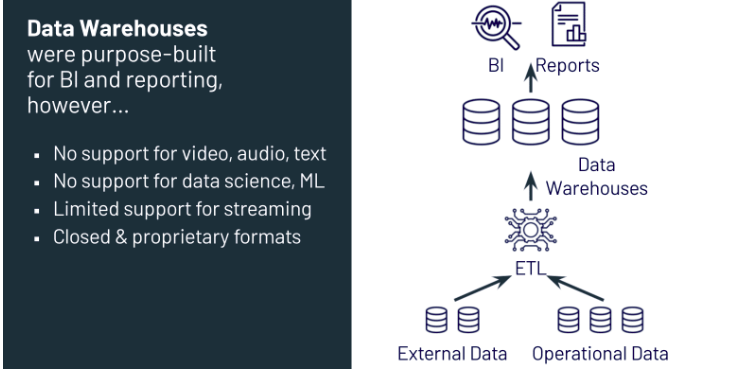 Data Warehouses
were purpose-built
for BI and reporting,
however...
▪ No support for video, audio, text
▪ No support for data science, ML
▪ Limited support for streaming
▪ Closed & proprietary formats
BI
Reports
Data
Warehouses
ETL
External Data
Operational Data